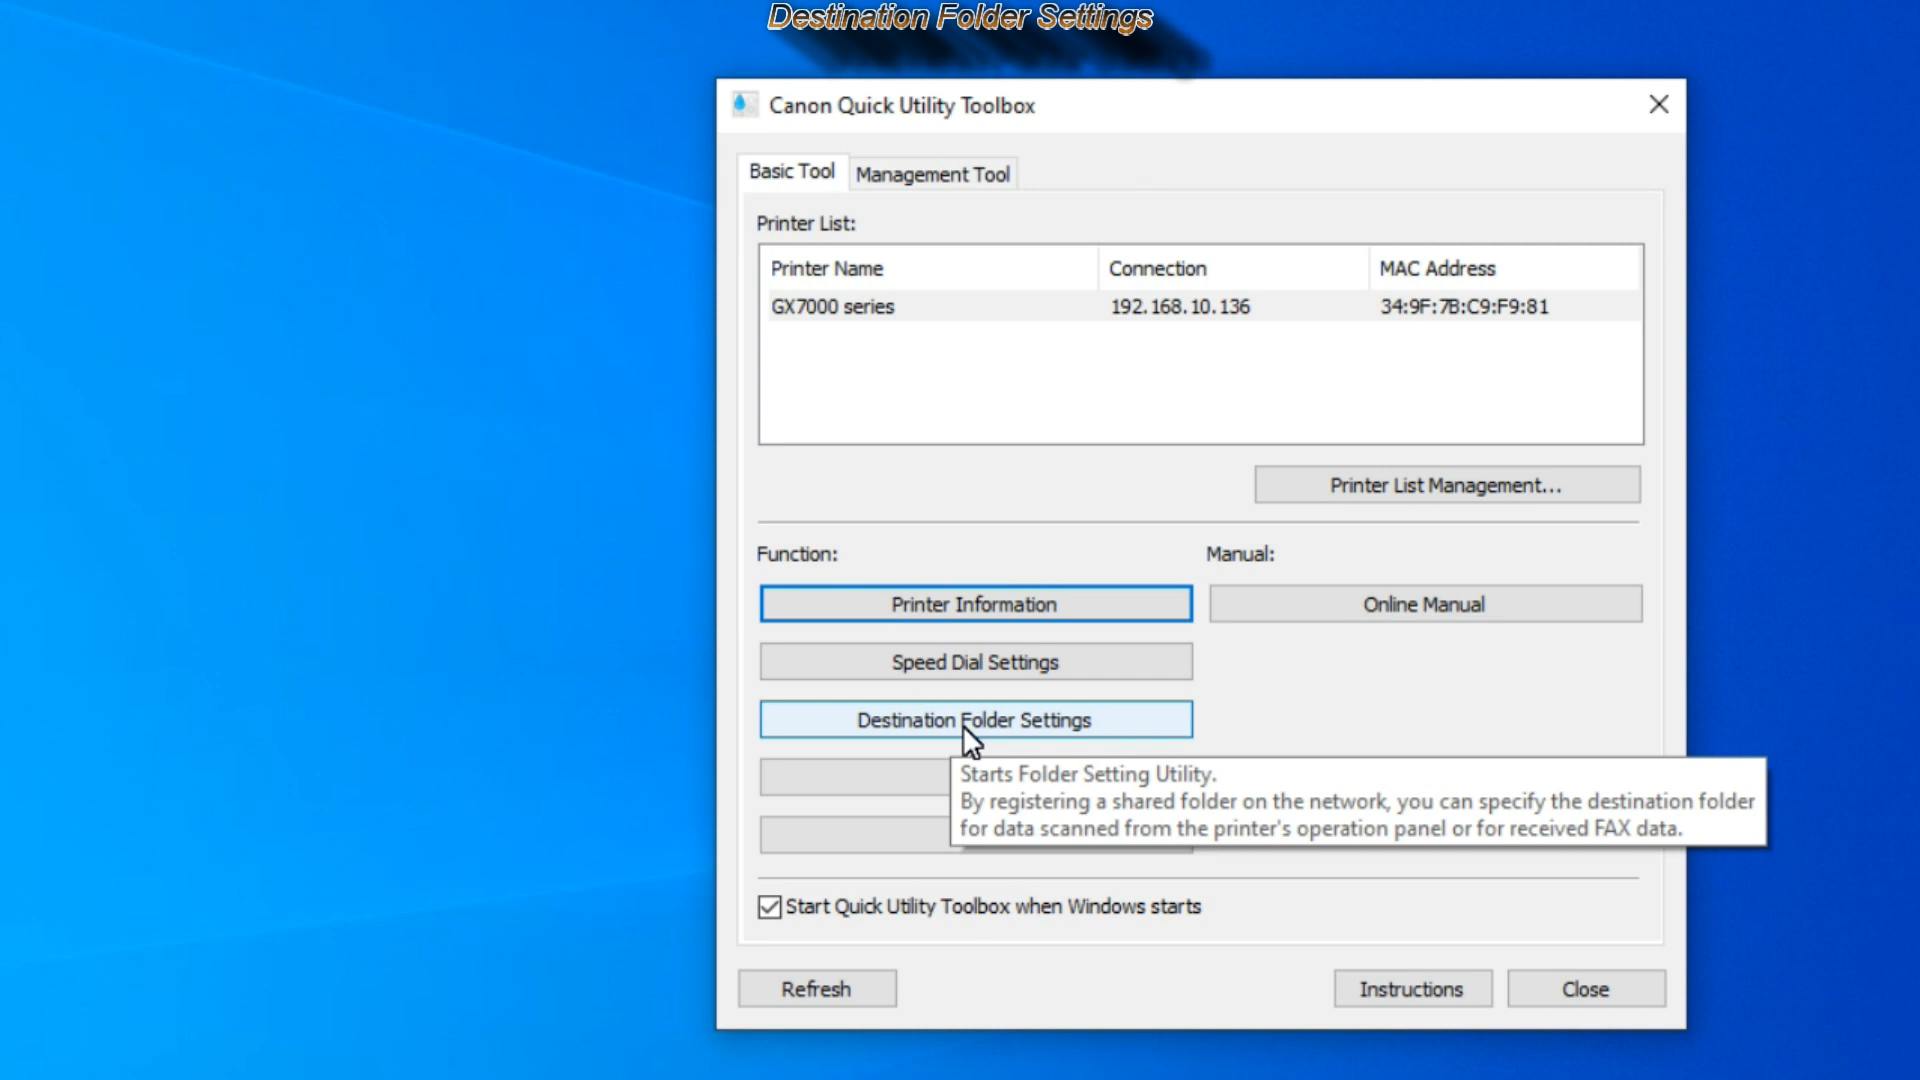 Destination Folder Settings
Canon Quick Utility Toolbox
Basic Tool
Management Tool
Printer List:
Printer Name Connection MAC Address
GX7000 series 192.168.10.136 34:9F:7B:C9:F9:81
Printer List Management...
Function: Manual:
Printer Information Online Manual
Speed Dial Settings
Destination Folder Settings
Starts Folder Setting Utility.
By registering a shared folder on the network, you can specify the destination folder
for data scanned from the printer's operation panel or for received FAX data.
Start Quick Utility Toolbox when Windows starts
Refresh Instructions Close